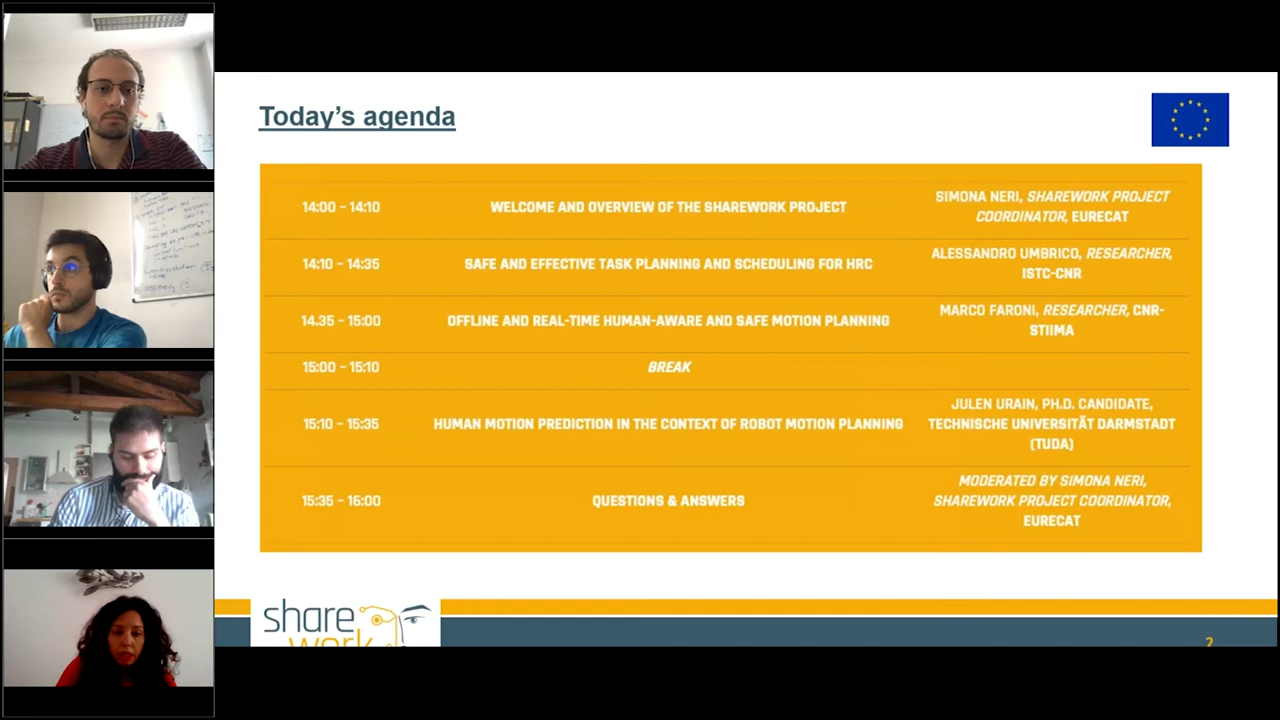 Today's agenda
14:00 – 14:10
WELCOME AND OVERVIEW OF THE SHAREWORK PROJECT
SIMONA NERI, SHAREWORK PROJECT
COORDINATOR, EURECAT
14:10 – 14:35
SAFE AND EFFECTIVE TASK PLANNING AND SCHEDULING FOR HRC
ALESSANDRO UMBRICO, RESEARCHER,
ISTC-CNR
14.35 – 15:00
OFFLINE AND REAL-TIME HUMAN-AWARE AND SAFE MOTION PLANNING
MARCO FARONI, RESEARCHER, CNR-
STIIMA
15:00 – 15:10
BREAK
15:10 – 15:35
HUMAN MOTION PREDICTION IN THE CONTEXT OF ROBOT MOTION PLANNING
JULEN URAIN, PH.D. CANDIDATE,
TECHNISCHE UNIVERSITÄT DARMSTADT
(TUDA)
15:35 – 16:00
QUESTIONS & ANSWERS
MODERATED BY SIMONA NERI,
SHAREWORK PROJECT COORDINATOR,
EURECAT
share
work
2